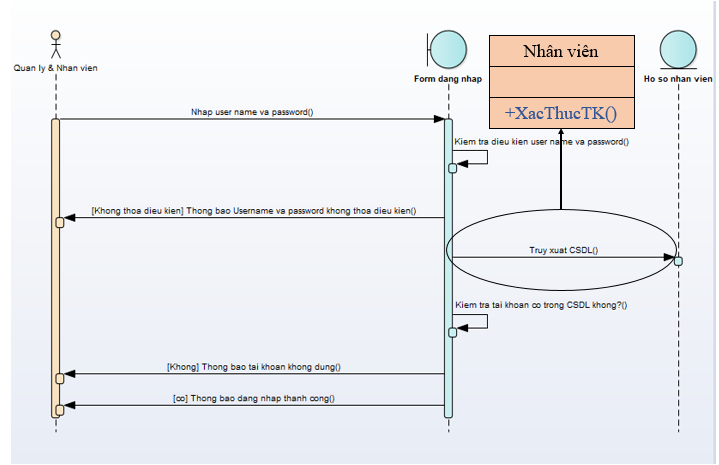 Nhân viên
Quan ly & Nhan vien
Form dang nhap
Ho so nhan vien
+XacThucTK()
Nhap user name va password()
Kiem tra dieu kien user name va password()
[Khong thoa dieu kien] Thong bao Username va password khong thoa dieu kien()
Truy xuat CSDL()
Kiem tra tai khoan co trong CSDL khong?()
[Khong] Thong bao tai khoan khong dung()
[co] Thong bao dang nhap thanh cong()